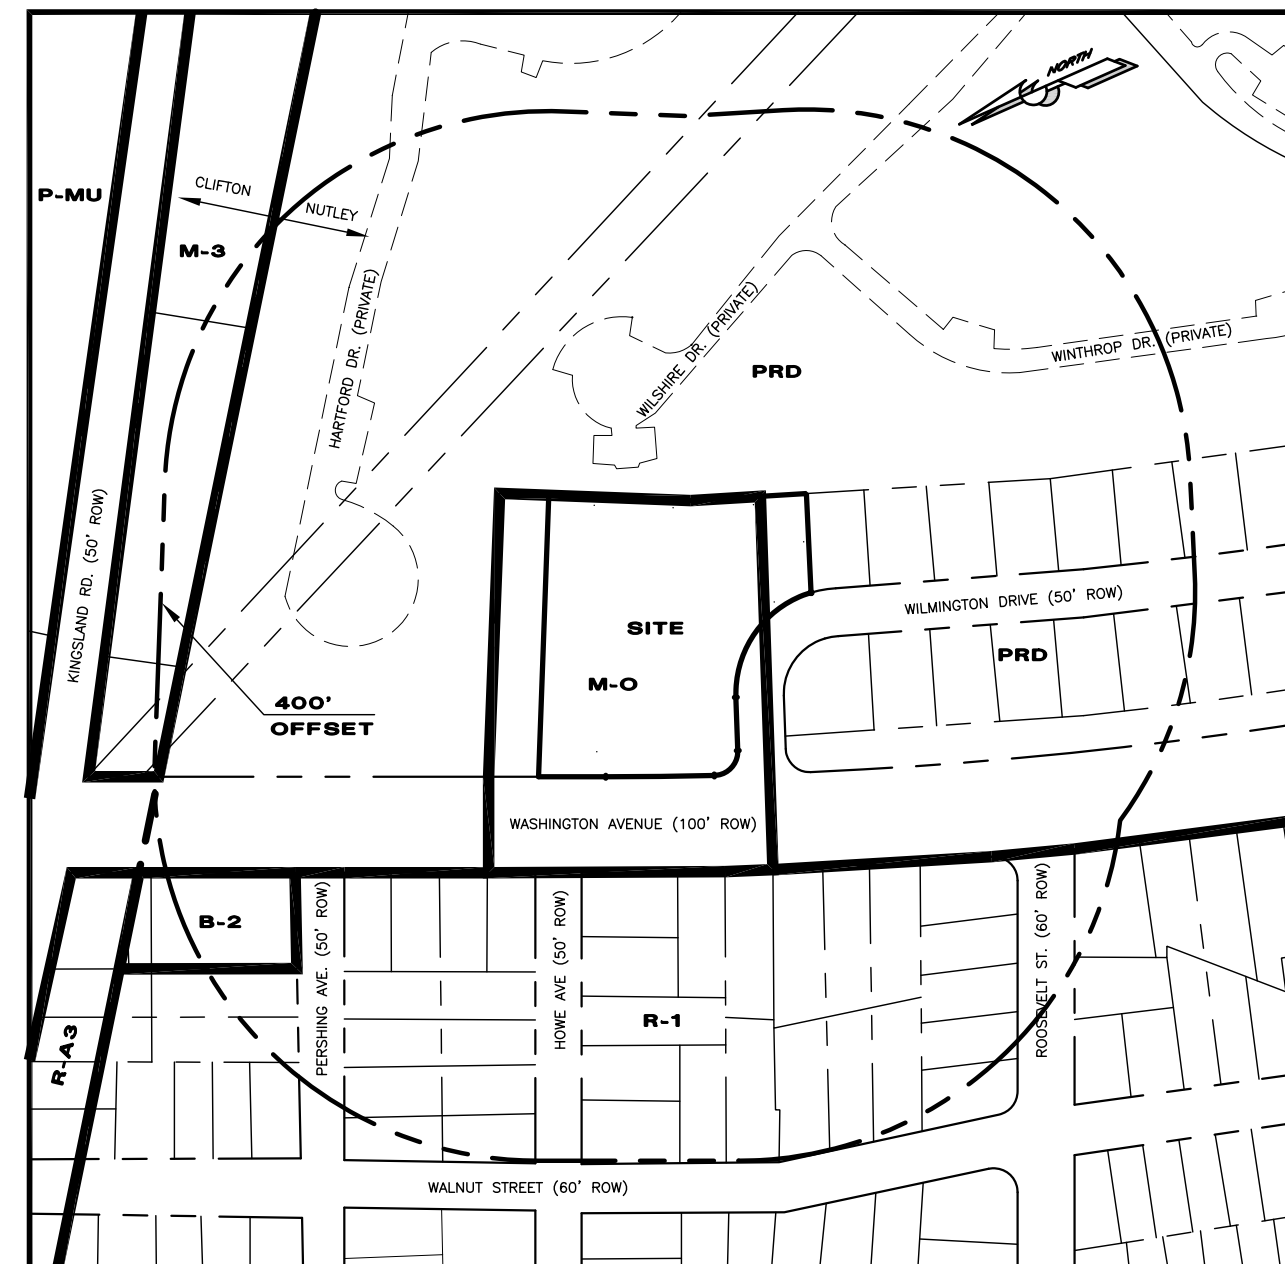 NORTH
P-MU
CLIFTON
NUTLEY
M-3
HARTFORD DR. (PRIVATE)
WILSHIRE DR. (PRIVATE)
WINTHROP DR. (PRIVATE)
PRD
KINGSLAND RD. (50' ROW)
WILMINGTON DRIVE (50' ROW)
SITE
PRD
M-O
400'
OFFSET
WASHINGTON AVENUE (100' ROW)
B-2
PERSHING AVE. (50' ROW)
HOWE AVE (50' ROW)
ROOSEVELT ST. (60' ROW)
R-1
R-A3
WALNUT STREET (60' ROW)